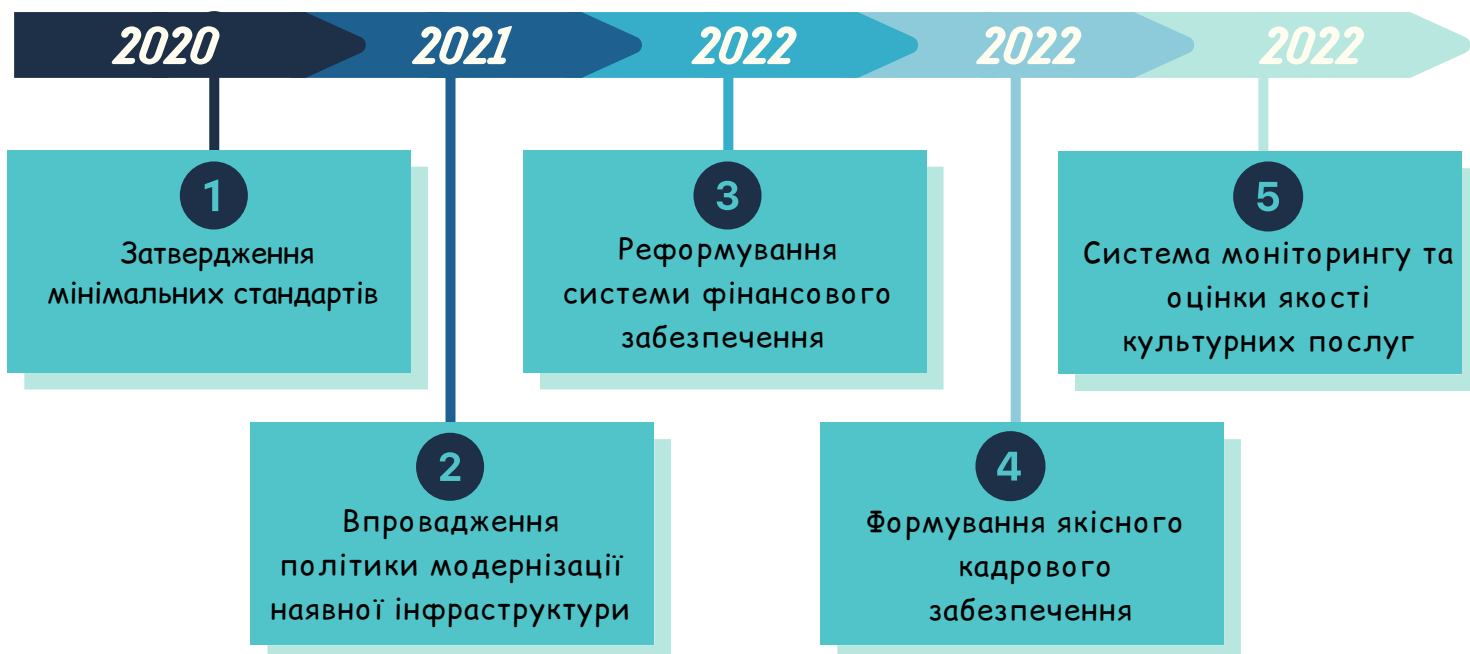 2020
2021
2022
2022
2022
1
Затвердження
мінімальних стандартів
2
Впровадження
політики модернізації
наявної інфраструктури
3
Реформування
системи фінансового
забезпечення
4
Формування якісного
кадрового
забезпечення
5
Система моніторингу та
оцінки якості
культурних послуг